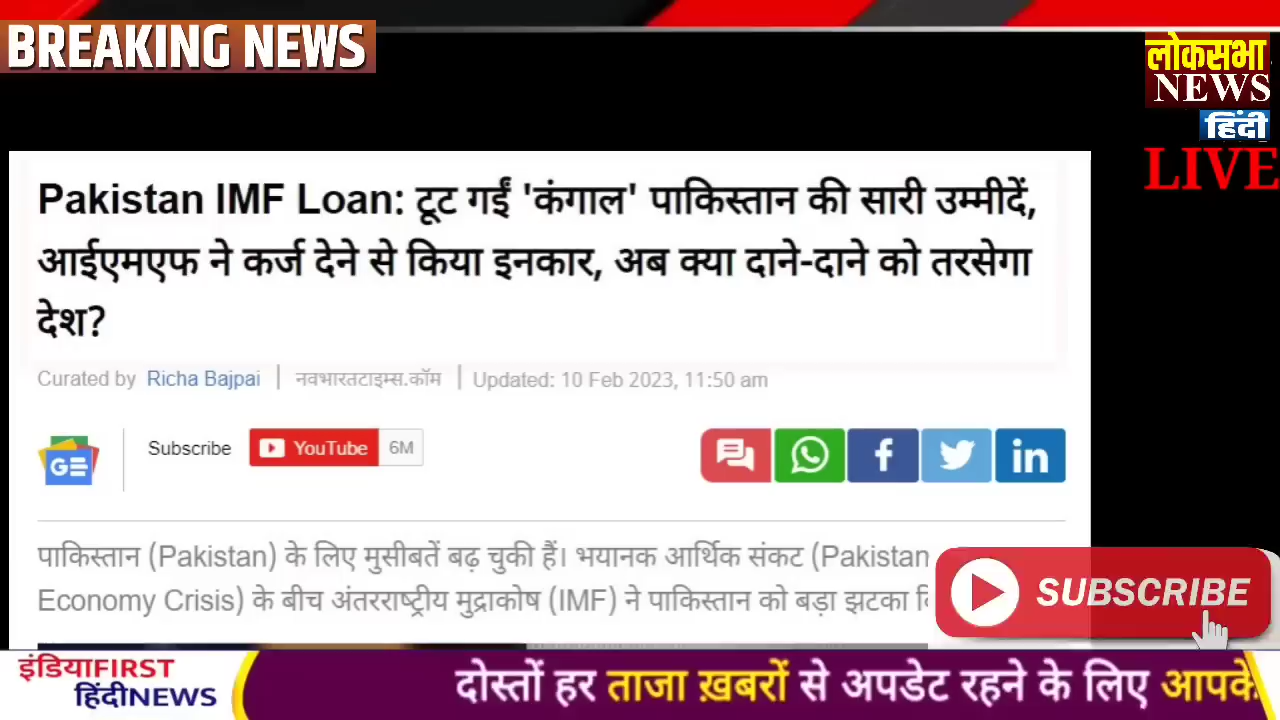 BREAKING NEWS
लोकसभा
NEWS
हिंदी
LIVE
Pakistan IMF Loan: टूट गईं 'कंगाल' पाकिस्तान की सारी उम्मीदें,
आईएमएफ ने कर्ज देने से किया इनकार, अब क्या दाने-दाने को तरसेगा
देश?
Curated by Richa Bajpai | नवभारतटाइम्स.कॉम | Updated: 10 Feb 2023, 11:50 am
GE Subscribe YouTube 6M
पाकिस्तान (Pakistan) के लिए मुसीबतें बढ़ चुकी हैं। भयानक आर्थिक संकट (Pakistan
Economy Crisis) के बीच अंतरराष्ट्रीय मुद्राकोष (IMF) ने पाकिस्तान को बड़ा झटका
SUBSCRIBE
इंडियाFIRST
हिंदीNEWS
दोस्तों हर ताजा ख़बरों से अपडेट रहने के लिए आपके